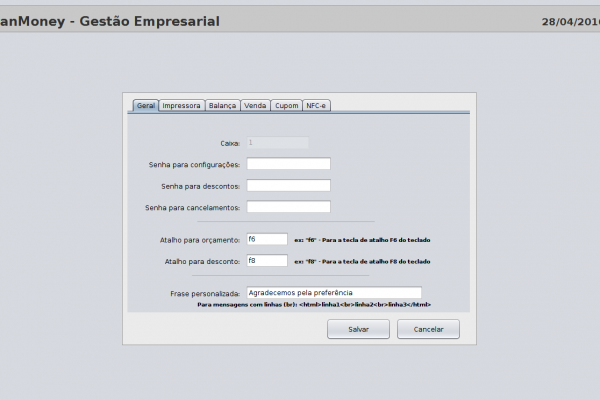 anMoney - Gestão Empresarial
28/04/201
Geral Impressora Balança Venda Cupom NFC-e
Caixa: 1
Senha para configurações:
Senha para descontos:
Senha para cancelamentos:
Atalho para orçamento: f6 ex: "f6" - Para a tecla de atalho F6 do teclado
Atalho para desconto: f8 ex: "f8" - Para a tecla de atalho F8 do teclado
Frase personalizada: Agradecemos pela preferência
Para mensagens com linhas (br): <html>linha1<br>linha2<br>linha3</html>
Salvar Cancelar